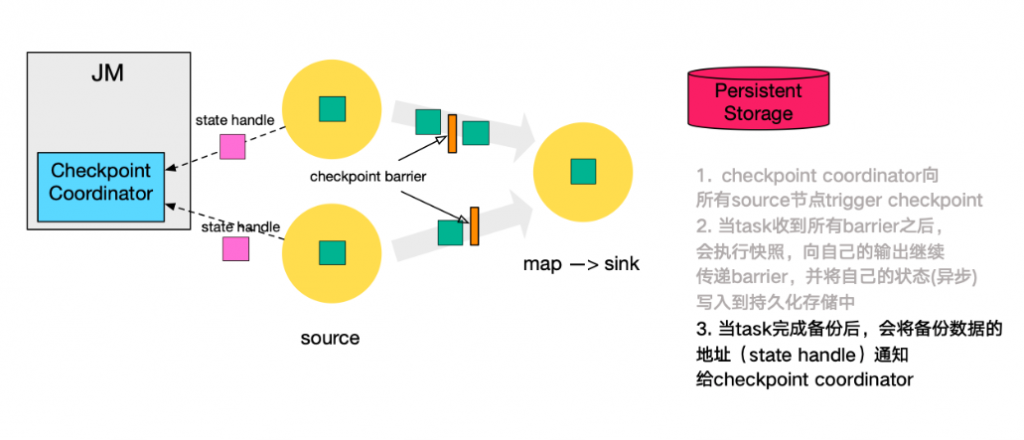 JM
Checkpoint
Coordinator
state handle
state handle
checkpoint barrier
source
map —> sink
Persistent
Storage
1. checkpoint coordinator向
所有source节点trigger checkpoint
2. 当task收到所有barrier之后，
会执行快照，向自己的输出继续
传递barrier，并将自己的状态(异步)
写入到持久化存储中
3. 当task完成备份后，会将备份数据的
地址（state handle）通知
给checkpoint coordinator